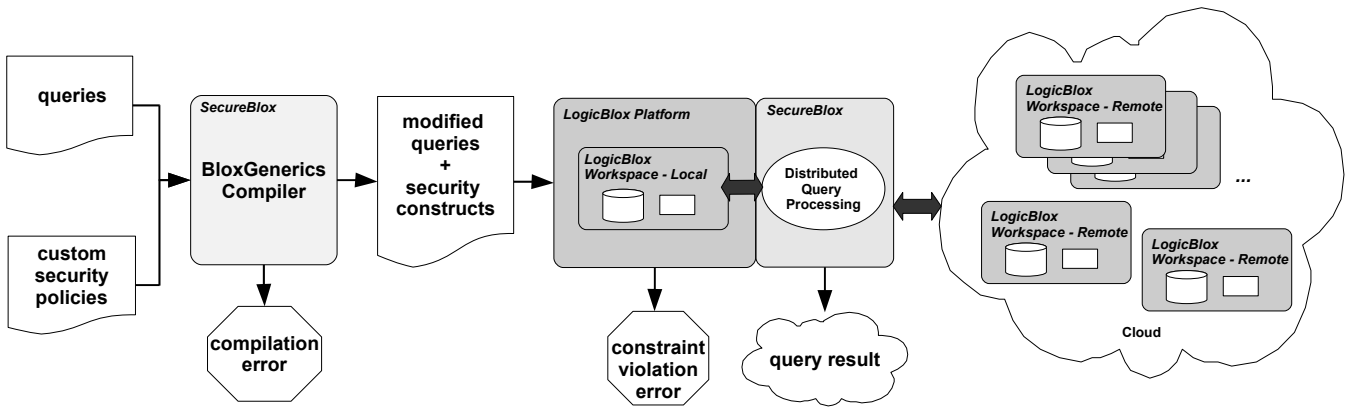 queries
custom
security
policies
SecureBlox
BloxGenerics
Compiler
compilation
error
modified
queries
+
security
constructs
LogicBlox Platform
LogicBlox
Workspace - Local
constraint
violation
error
SecureBlox
Distributed
Query
Processing
query result
LogicBlox
Workspace - Remote
...
LogicBlox
Workspace - Remote
LogicBlox
Workspace - Remote
Cloud